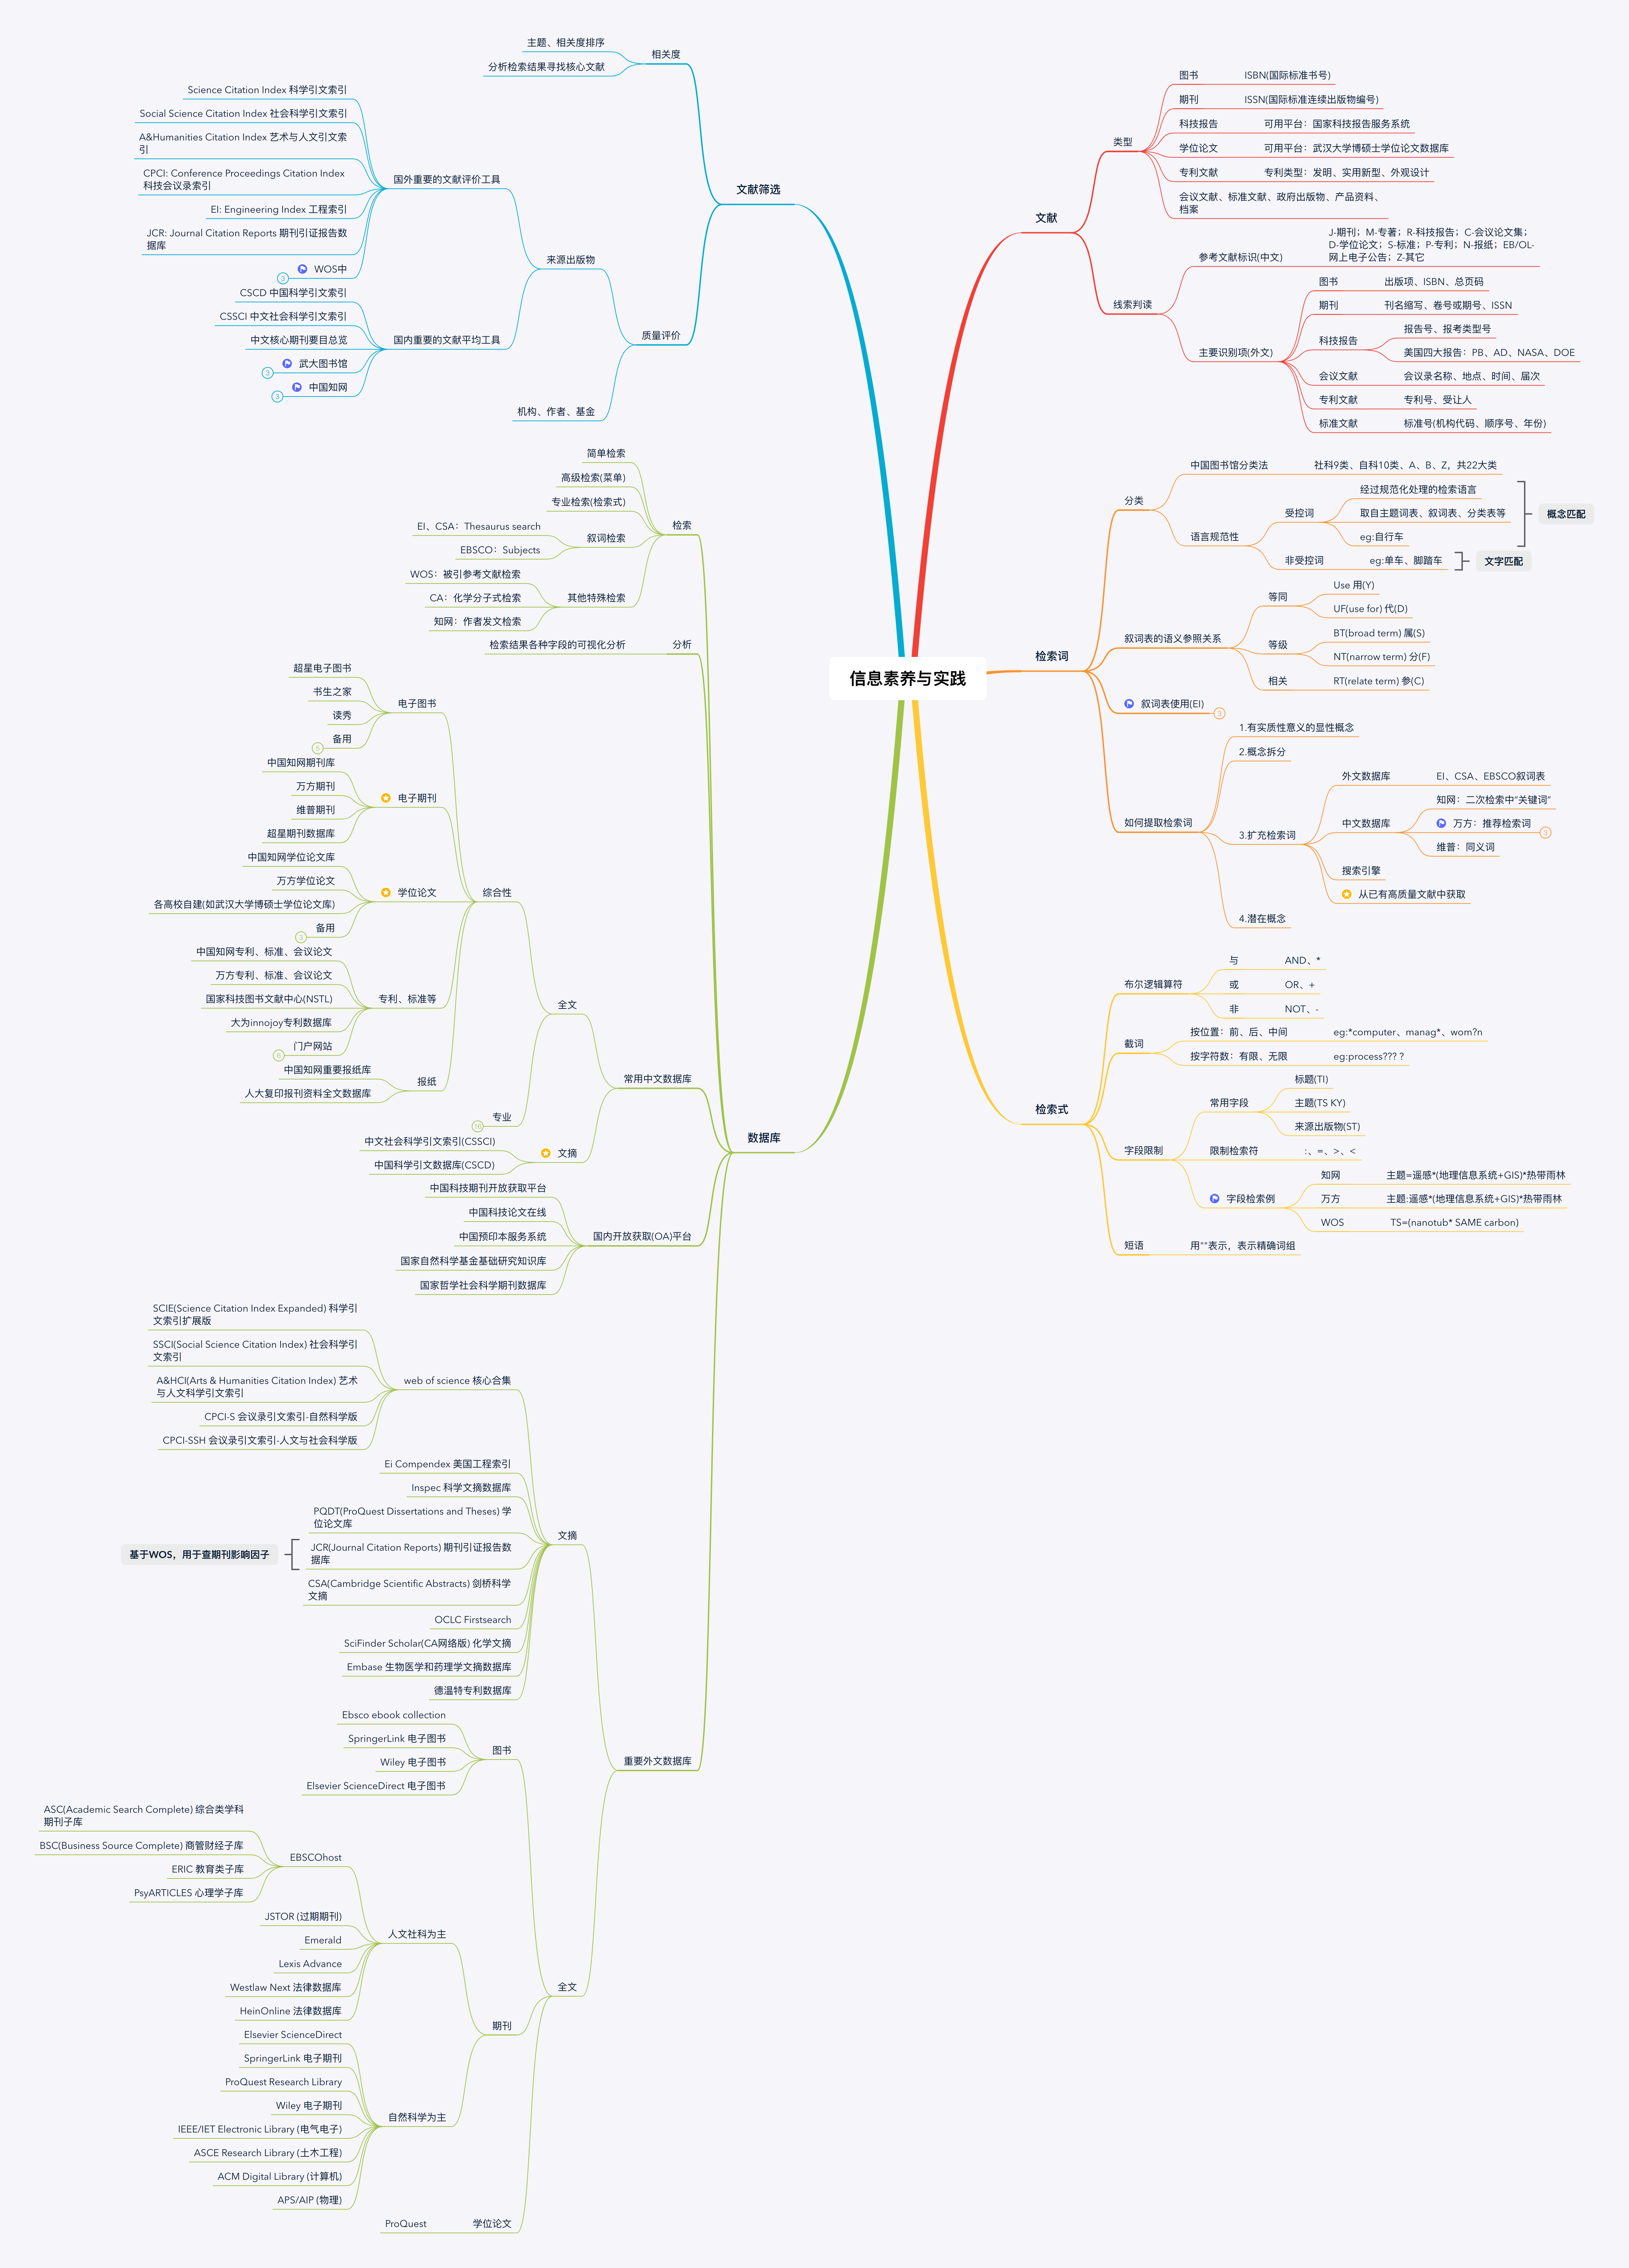 信息素养与实践
文献
类型
图书
ISBN(国际标准书号)
期刊
ISSN(国际标准连续出版物编号)
科技报告
可用平台：国家科技报告服务系统
学位论文
可用平台：武汉大学博硕士学位论文数据库
专利文献
专利类型：发明、实用新型、外观设计
会议文献、标准文献、政府出版物、产品资料、
档案
线索判读
参考文献标识(中文)
J-期刊；M-专著；R-科技报告；C-会议论文集；
D-学位论文；S-标准；P-专利；N-报纸；EB/OL-
网上电子公告；Z-其它
主要识别项(外文)
图书
出版项、ISBN、总页码
期刊
刊名缩写、卷号或期号、ISSN
科技报告
报告号、报考类型号
美国四大报告：PB、AD、NASA、DOE
会议文献
会议录名称、地点、时间、届次
专利文献
专利号、受让人
标准文献
标准号(机构代码、顺序号、年份)
检索词
分类
中国图书馆分类法
社科9类、自科10类、A、B、Z，共22大类
语言规范性
受控词
经过规范化处理的检索语言
取自主题词表、叙词表、分类表等
eg:自行车
概念匹配
非受控词
eg:单车、脚踏车
文字匹配
叙词表的语义参照关系
等同
Use 用(Y)
UF(use for) 代(D)
等级
BT(broad term) 属(S)
NT(narrow term) 分(F)
相关
RT(relate term) 参(C)
叙词表使用(EI)
3
如何提取检索词
1.有实质性意义的显性概念
2.概念拆分
3.扩充检索词
外文数据库
EI、CSA、EBSCO叙词表
中文数据库
知网：二次检索中“关键词”
万方：推荐检索词
3
维普：同义词
搜索引擎
从已有高质量文献中获取
4.潜在概念
检索式
布尔逻辑算符
与
AND、*
或
OR、+
非
NOT、-
截词
按位置：前、后、中间
eg:*computer、manag*、wom?n
按字符数：有限、无限
eg:process??? ?
字段限制
常用字段
标题(TI)
主题(TS KY)
来源出版物(ST)
限制检索符
:、=、>、<
字段检索例
知网
主题=遥感*(地理信息系统+GIS)*热带雨林
万方
主题:遥感*(地理信息系统+GIS)*热带雨林
WOS
TS=(nanotub* SAME carbon)
短语
用""表示，表示精确词组
文献筛选
相关度
主题、相关度排序
分析检索结果寻找核心文献
质量评价
来源出版物
国外重要的文献评价工具
Science Citation Index 科学引文索引
Social Science Citation Index 社会科学引文索引
A&Humanities Citation Index 艺术与人文引文索
引
CPCI: Conference Proceedings Citation Index
科技会议录索引
EI: Engineering Index 工程索引
JCR: Journal Citation Reports 期刊引证报告数
据库
WOS中
3
国内重要的文献平均工具
CSCD 中国科学引文索引
CSSCI 中文社会科学引文索引
中文核心期刊要目总览
武大图书馆
3
中国知网
3
机构、作者、基金
数据库
检索
简单检索
高级检索(菜单)
专业检索(检索式)
叙词检索
EI、CSA：Thesaurus search
EBSCO：Subjects
其他特殊检索
WOS：被引参考文献检索
CA：化学分子式检索
知网：作者发文检索
分析
检索结果各种字段的可视化分析
常用中文数据库
全文
综合性
电子图书
超星电子图书
书生之家
读秀
备用
5
电子期刊
中国知网期刊库
万方期刊
维普期刊
超星期刊数据库
学位论文
中国知网学位论文库
万方学位论文
各高校自建(如武汉大学博硕士学位论文库)
备用
3
专利、标准等
中国知网专利、标准、会议论文
万方专利、标准、会议论文
国家科技图书文献中心(NSTL)
大为innojoy专利数据库
门户网站
6
报纸
中国知网重要报纸库
人大复印报刊资料全文数据库
专业
16
文摘
中文社会科学引文索引(CSSCI)
中国科学引文数据库(CSCD)
国内开放获取(OA)平台
中国科技期刊开放获取平台
中国科技论文在线
中国预印本服务系统
国家自然科学基金基础研究知识库
国家哲学社会科学期刊数据库
重要外文数据库
文摘
web of science 核心合集
SCIE(Science Citation Index Expanded) 科学引
文索引扩展版
SSCI(Social Science Citation Index) 社会科学引
文索引
A&HCI(Arts & Humanities Citation Index) 艺术
与人文科学引文索引
CPCI-S 会议录引文索引-自然科学版
CPCI-SSH 会议录引文索引-人文与社会科学版
Ei Compendex 美国工程索引
Inspec 科学文摘数据库
PQDT(ProQuest Dissertations and Theses) 学
位论文库
JCR(Journal Citation Reports) 期刊引证报告数
据库
基于WOS，用于查期刊影响因子
CSA(Cambridge Scientific Abstracts) 剑桥科学
文摘
OCLC Firstsearch
SciFinder Scholar(CA网络版) 化学文摘
Embase 生物医学和药理学文摘数据库
德温特专利数据库
全文
图书
Ebsco ebook collection
SpringerLink 电子图书
Wiley 电子图书
Elsevier ScienceDirect 电子图书
期刊
人文社科为主
EBSCOhost
ASC(Academic Search Complete) 综合类学科
期刊子库
BSC(Business Source Complete) 商管财经子库
ERIC 教育类子库
PsyARTICLES 心理学子库
JSTOR (过期期刊)
Emerald
Lexis Advance
Westlaw Next 法律数据库
HeinOnline 法律数据库
自然科学为主
Elsevier ScienceDirect
SpringerLink 电子期刊
ProQuest Research Library
Wiley 电子期刊
IEEE/IET Electronic Library (电气电子)
ASCE Research Library (土木工程)
ACM Digital Library (计算机)
APS/AIP (物理)
学位论文
ProQuest